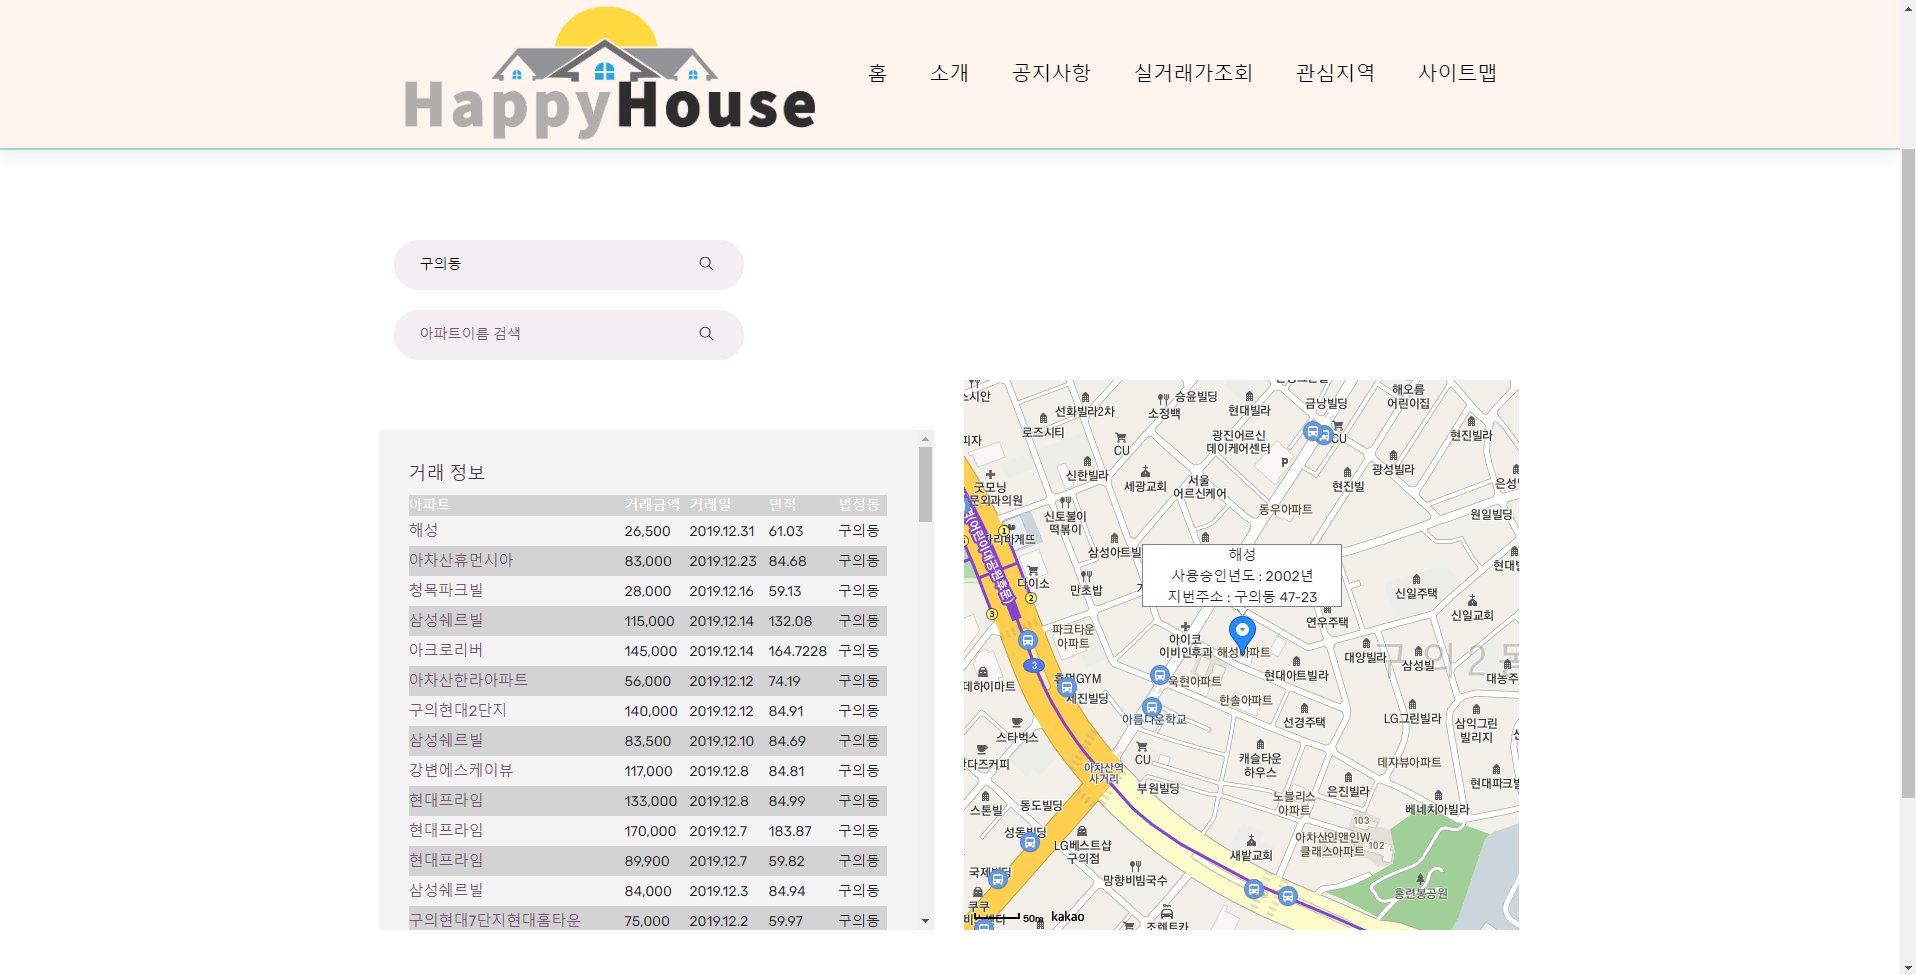 HappyHouse
홈 소개 공지사항 실거래가조회 관심지역 사이트맵
구의동
아파트이름 검색
거래 정보
아파트 거래금액 거래일 면적 법정동
해성 26,500 2019.12.31 61.03 구의동
아차산휴먼시아 83,000 2019.12.23 84.68 구의동
청목파크빌 28,000 2019.12.16 59.13 구의동
삼성쉐르빌 115,000 2019.12.14 132.08 구의동
아크로리버 145,000 2019.12.14 164.7228 구의동
아차산한라아파트 56,000 2019.12.12 74.19 구의동
구의현대2단지 140,000 2019.12.12 84.91 구의동
삼성쉐르빌 83,500 2019.12.10 84.69 구의동
강변에스케이뷰 117,000 2019.12.8 84.81 구의동
현대프라임 133,000 2019.12.8 84.99 구의동
현대프라임 170,000 2019.12.7 183.87 구의동
현대프라임 89,900 2019.12.7 59.82 구의동
삼성쉐르빌 84,000 2019.12.3 84.94 구의동
구의현대7단지현대홈타운 75,000 2019.12.2 59.97 구의동
해오름
어린이집
승윤빌딩
선화빌라2차
소정백
현대빌라
금남빌딩
로즈시티
광진어르신
데이케어센터
CU
CU
현진빌라
P
신한빌라
세광교회
서울
어르신케어
현진빌
광성빌라
굿모닝
문외과의원
신토불이
떡볶이
동우아파트
원일빌딩
(어린이대공원후문)
1
삼성아트빌
다이소
만초밥
해성
사용승인년도 : 2002년
지번주소 : 구의동 47-23
신일주택
신일교회
2
3
파크타운
아파트
아이코
이비인후과
해성아파트
연우주택
대양빌라
삼성빌
구의2동
3
데하이마트
휴먼GYM
세진빌딩
욱현아파트
현대아트빌라
한솔아파트
대농주
아름다운학교
선경주택
LG그린빌라
삼익그린
빌리지
스타벅스
CU
캐슬타운
하우스
데자뷰아파트
아차산역
사거리
부원빌딩
은진빌라
현대파크빌
스톤빌
동도빌딩
노블리스
아파트
베네치아빌라
성동빌딩
LG베스트샵
구의점
새밭교회
아차산인앤인W
클래스아파트
103
102
국제빌딩
망향비빔국수
홍련봉공원
쿠쿠
50m
kakao
조렌트카